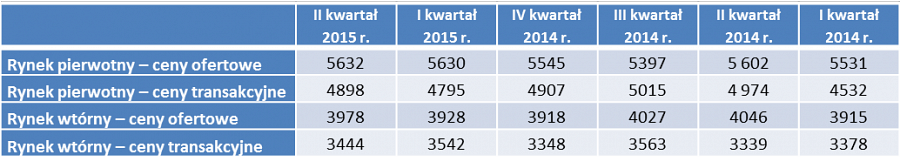 II kwartał 2015 r. I kwartał 2015 r. IV kwartał 2014 r. III kwartał 2014 r. II kwartał 2014 r. I kwartał 2014 r.
Rynek pierwotny – ceny ofertowe 5632 5630 5545 5397 5 602 5531
Rynek pierwotny – ceny transakcyjne 4898 4795 4907 5015 4 974 4532
Rynek wtórny – ceny ofertowe 3978 3928 3918 4027 4046 3915
Rynek wtórny – ceny transakcyjne 3444 3542 3348 3563 3339 3378